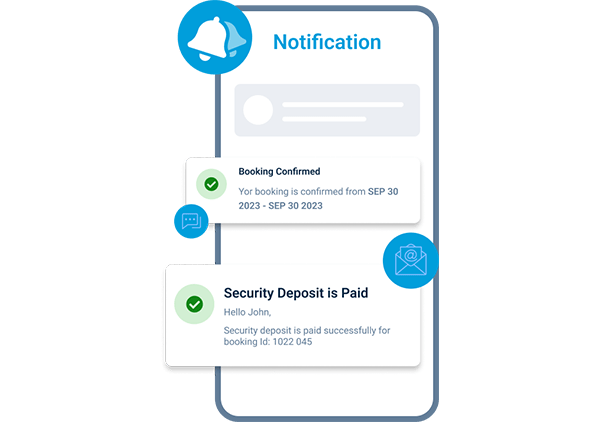 Notification
Booking Confirmed
Yor booking is confirmed from SEP 30
2023 - SEP 30 2023
@
Security Deposit is Paid
Hello John,
Security deposit is paid successfully for
booking Id: 1022 045